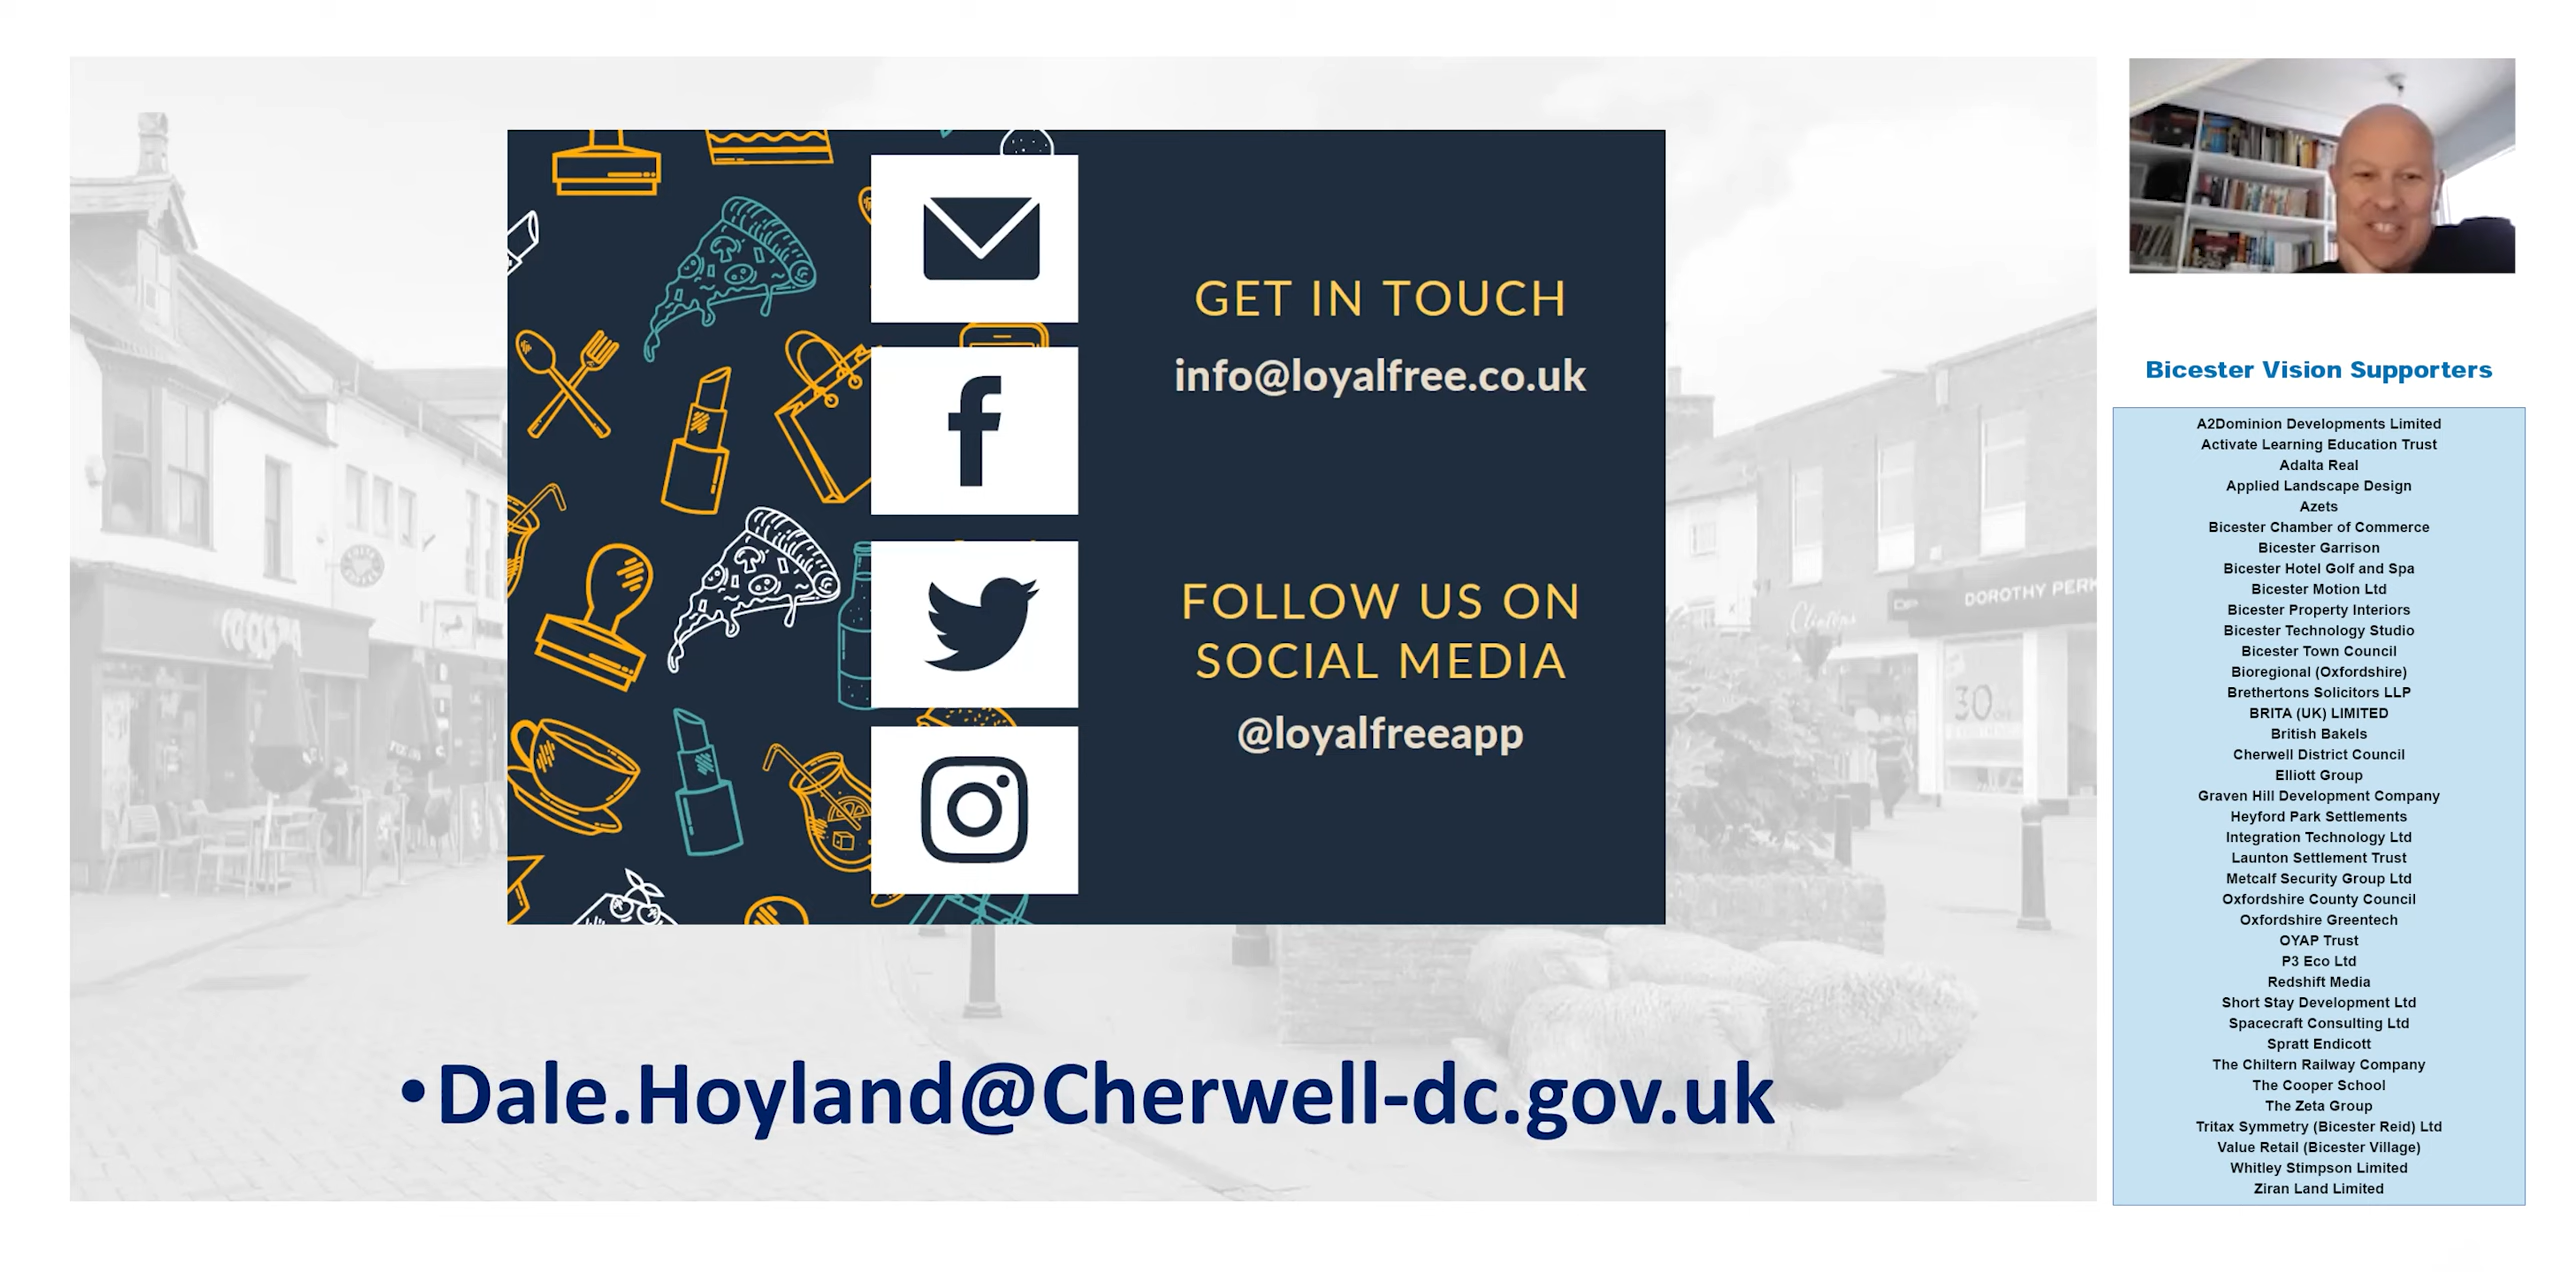 GET IN TOUCH
info@loyalfree.co.uk
FOLLOW US ON
SOCIAL MEDIA
@loyalfreeapp
•Dale.Hoyland@Cherwell-dc.gov.uk
COSTA
Clintons
DP
DOROTHY PERK
30
Bicester Vision Supporters
A2Dominion Developments Limited
Activate Learning Education Trust
Adalta Real
Applied Landscape Design
Azets
Bicester Chamber of Commerce
Bicester Garrison
Bicester Hotel Golf and Spa
Bicester Motion Ltd
Bicester Property Interiors
Bicester Technology Studio
Bicester Town Council
Bioregional (Oxfordshire)
Brethertons Solicitors LLP
BRITA (UK) LIMITED
British Bakels
Cherwell District Council
Elliott Group
Graven Hill Development Company
Heyford Park Settlements
Integration Technology Ltd
Launton Settlement Trust
Metcalf Security Group Ltd
Oxfordshire County Council
Oxfordshire Greentech
OYAP Trust
P3 Eco Ltd
Redshift Media
Short Stay Development Ltd
Spacecraft Consulting Ltd
Spratt Endicott
The Chiltern Railway Company
The Cooper School
The Zeta Group
Tritax Symmetry (Bicester Reid) Ltd
Value Retail (Bicester Village)
Whitley Stimpson Limited
Ziran Land Limited